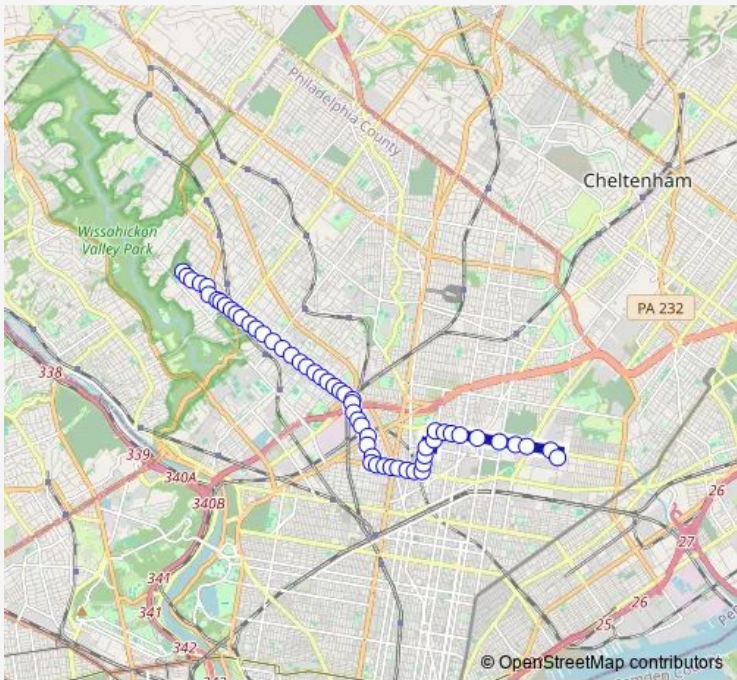 Philadelphia County
Cheltenham
Wissahickon
Valley Park
PA 232
338
339
340A
340B
341
341
342
26
27
26
25
© OpenStreetMap contributors